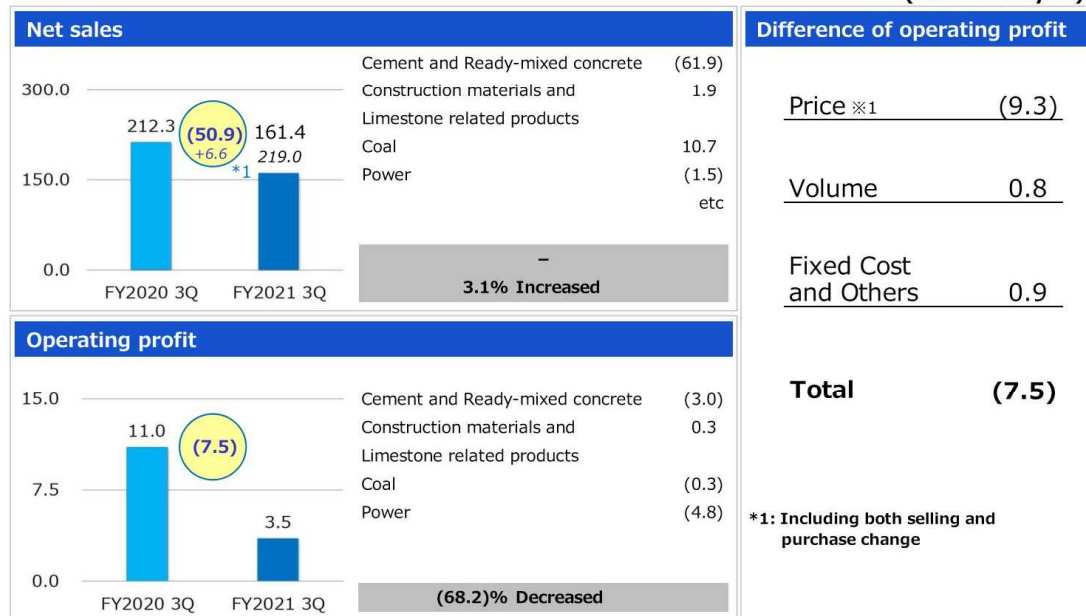 Net sales
300.0
150.0
0.0
212.3
(50.9)
+6.6
*1
161.4
219.0
FY2020 3Q
FY2021 3Q
Cement and Ready-mixed concrete (61.9)
Construction materials and 1.9
Limestone related products
Coal 10.7
Power (1.5)
etc
–
3.1% Increased
Operating profit
15.0
7.5
0.0
11.0
(7.5)
3.5
FY2020 3Q
FY2021 3Q
Cement and Ready-mixed concrete (3.0)
Construction materials and 0.3
Limestone related products
Coal (0.3)
Power (4.8)
(68.2)% Decreased
Difference of operating profit
Price ※1 (9.3)
Volume 0.8
Fixed Cost
and Others 0.9
Total (7.5)
*1: Including both selling and
purchase change